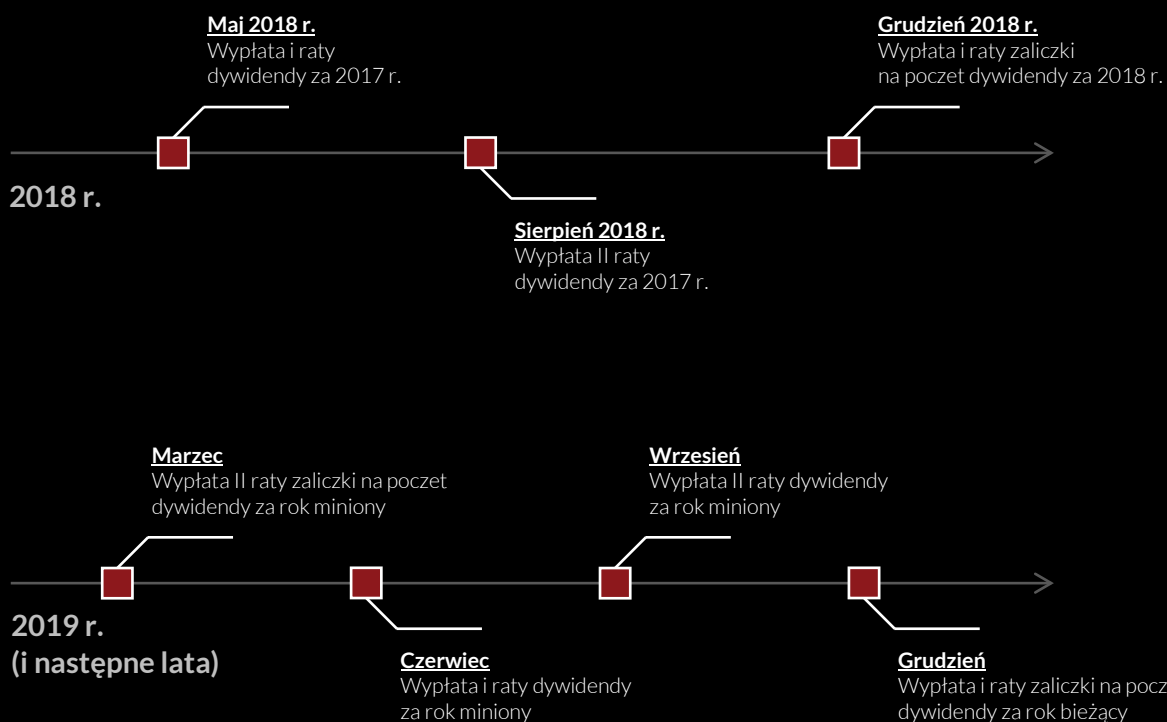 Maj 2018 r.
Wypłata i raty
dywidendy za 2017 r.
Grudzień 2018 r.
Wypłata i raty zaliczki
na poczet dywidendy za 2018 r.
2018 r.
Sierpień 2018 r.
Wypłata II raty
dywidendy za 2017 r.
Marzec
Wypłata II raty zaliczki na poczet
dywidendy za rok miniony
Wrzesień
Wypłata II raty dywidendy
za rok miniony
2019 r.
(i następne lata)
Czerwiec
Wypłata i raty dywidendy
za rok miniony
Grudzień
Wypłata i raty zaliczki na pocz
dywidendy za rok bieżący